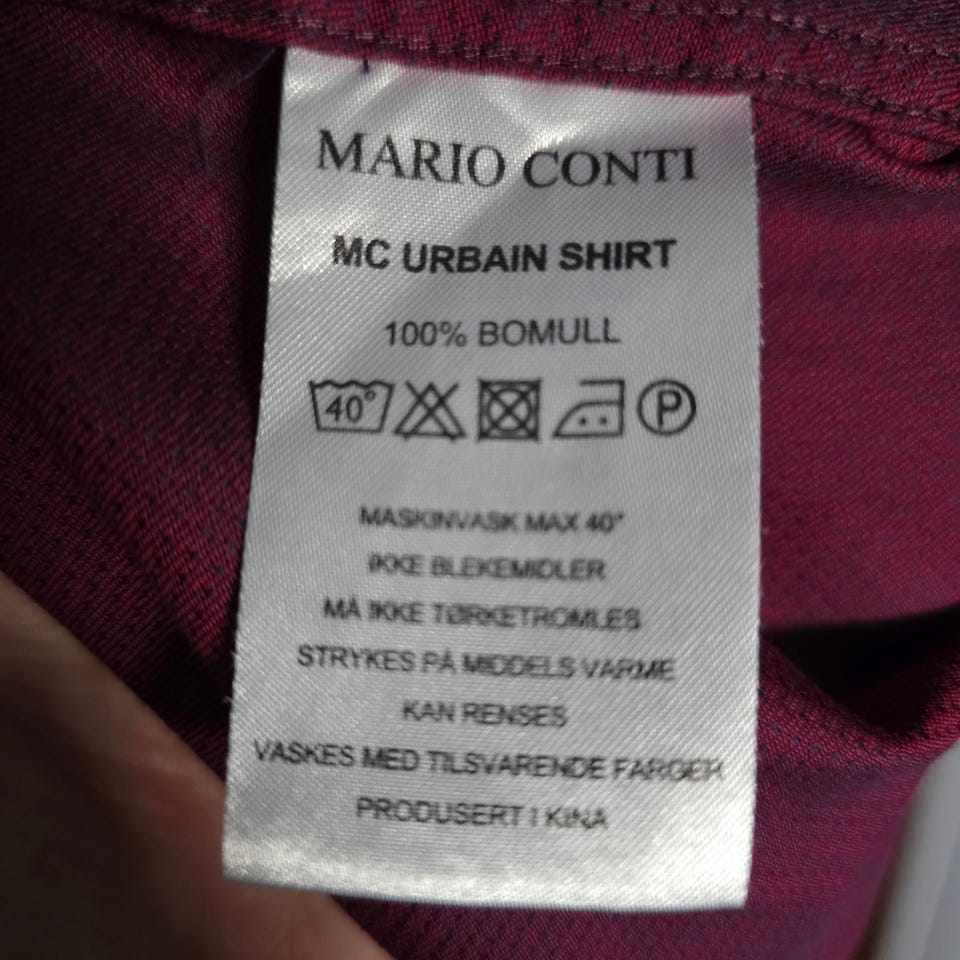 MARIO CONTI
MC URBAIN SHIRT
100% BOMULL
40° P
MASKINVASK MAX 40°
IKKE BLEKEMIDLER
MÅ IKKE TØRKETROMLES
STRYKES PÅ MIDDELS VARME
KAN RENSES
VASKES MED TILSVARENDE FARGER
PRODUSERT I KINA